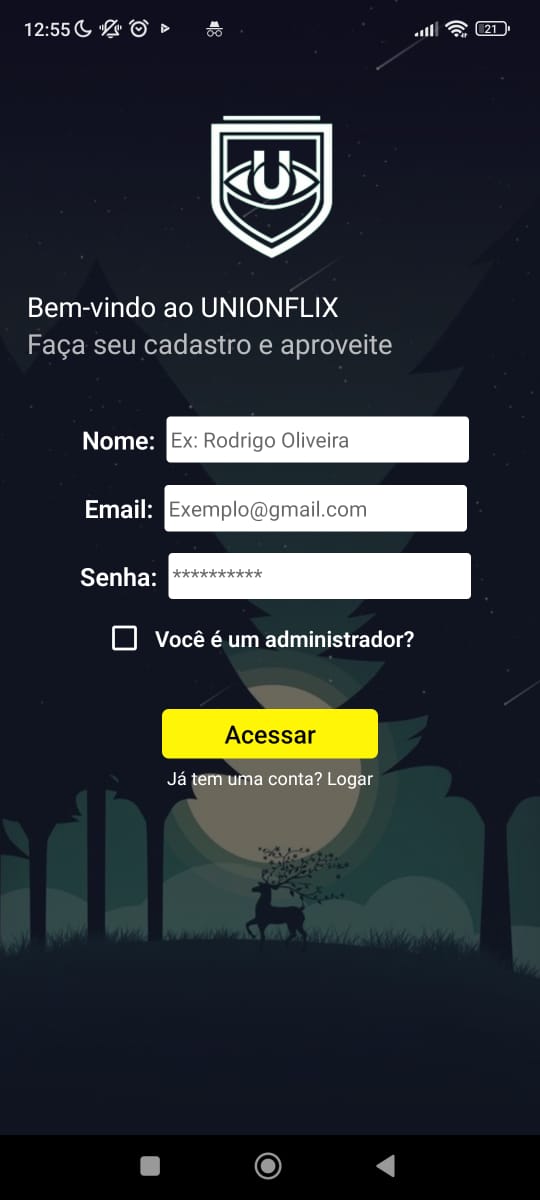 12:55
21
U
Bem-vindo ao UNIONFLIX
Faça seu cadastro e aproveite
Nome: Ex: Rodrigo Oliveira
Email: Exemplo@gmail.com
Senha: **********
Você é um administrador?
Acessar
Já tem uma conta? Logar